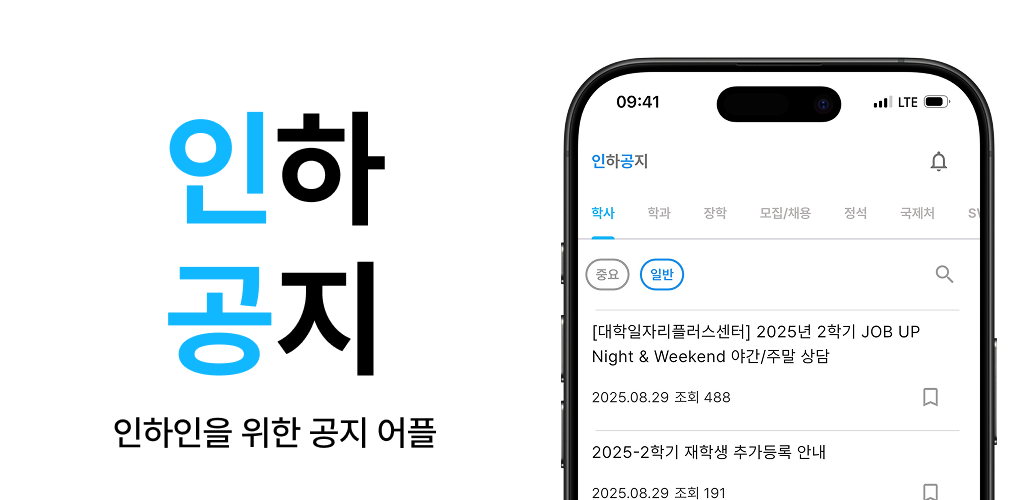 인하
공지
인하인을 위한 공지 어플
09:41
LTE
인하공지
학사 학과 장학 모집/채용 정석 국제처
중요 일반
[대학일자리플러스센터] 2025년 2학기 JOB UP
Night & Weekend 야간/주말 상담
2025.08.29 조회 488
2025-2학기 재학생 추가등록 안내
2025.08.29 조회 191